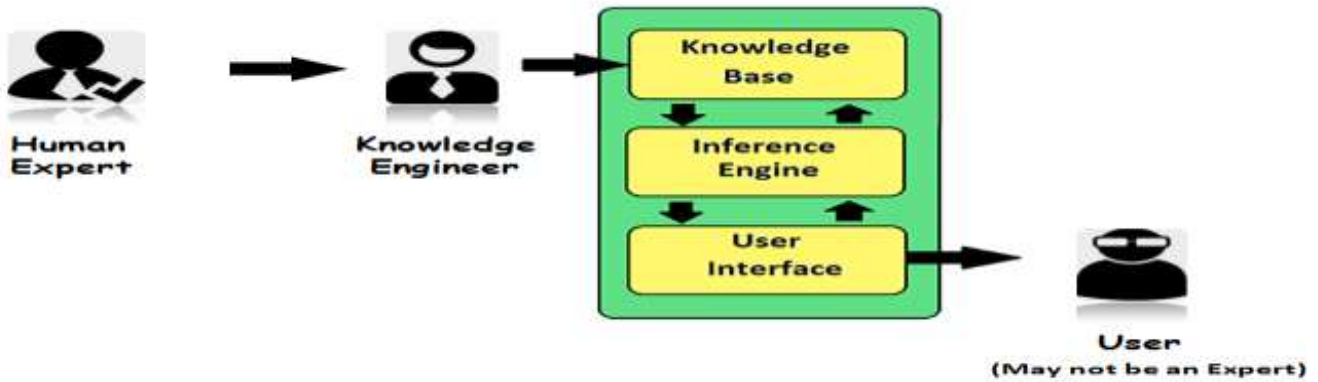 Human
Expert
Knowledge
Engineer
Knowledge
Base
Inference
Engine
User
Interface
User
(May not be an Expert)